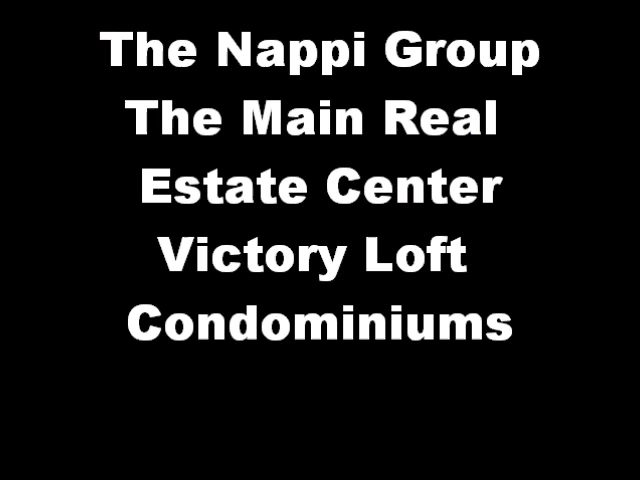 The Nappi Group
The Main Real
Estate Center
Victory Loft
Condominiums